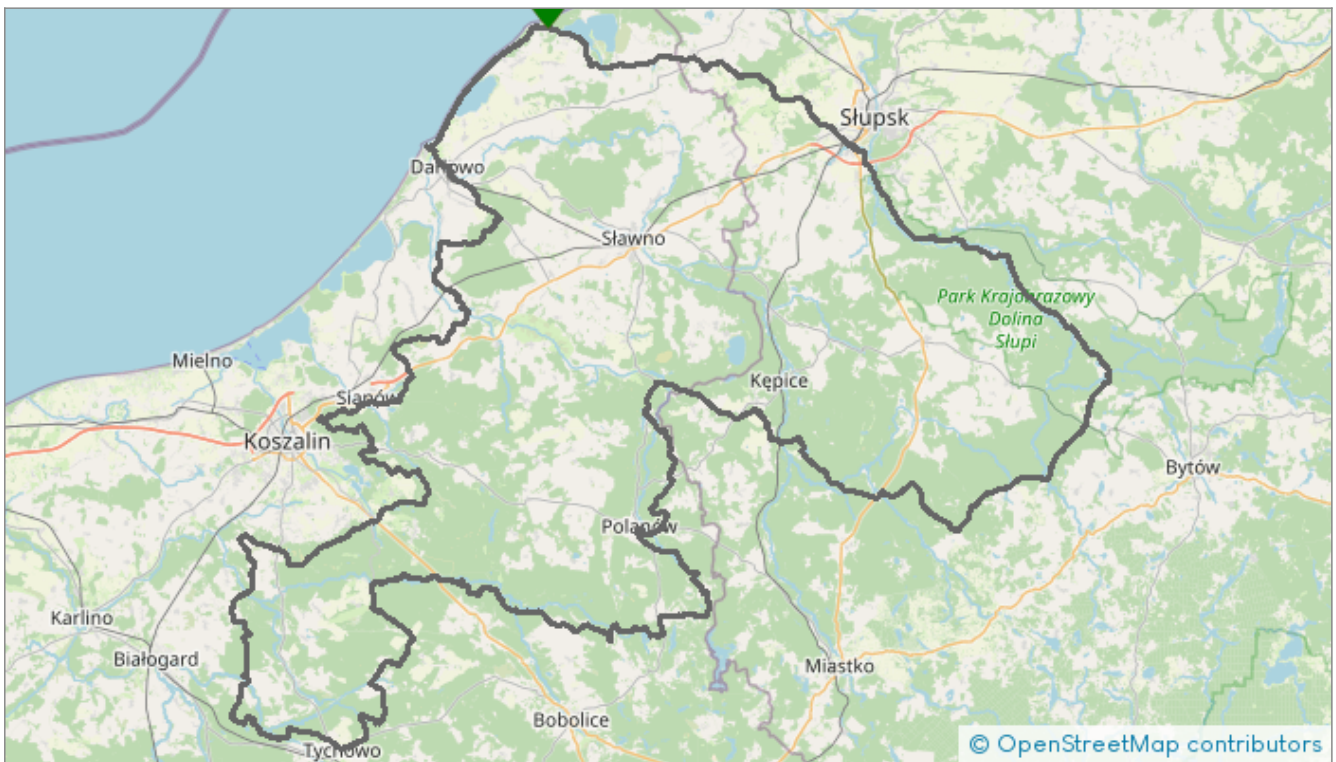 Słupsk
Darłowo
Sławno
Park Krajobrazowy
Dolina
Słupi
Mielno
Kępice
Sianów
Koszalin
Bytów
Polanów
Karlino
Białogard
Miastko
Bobolice
Tychowo
© OpenStreetMap contributors